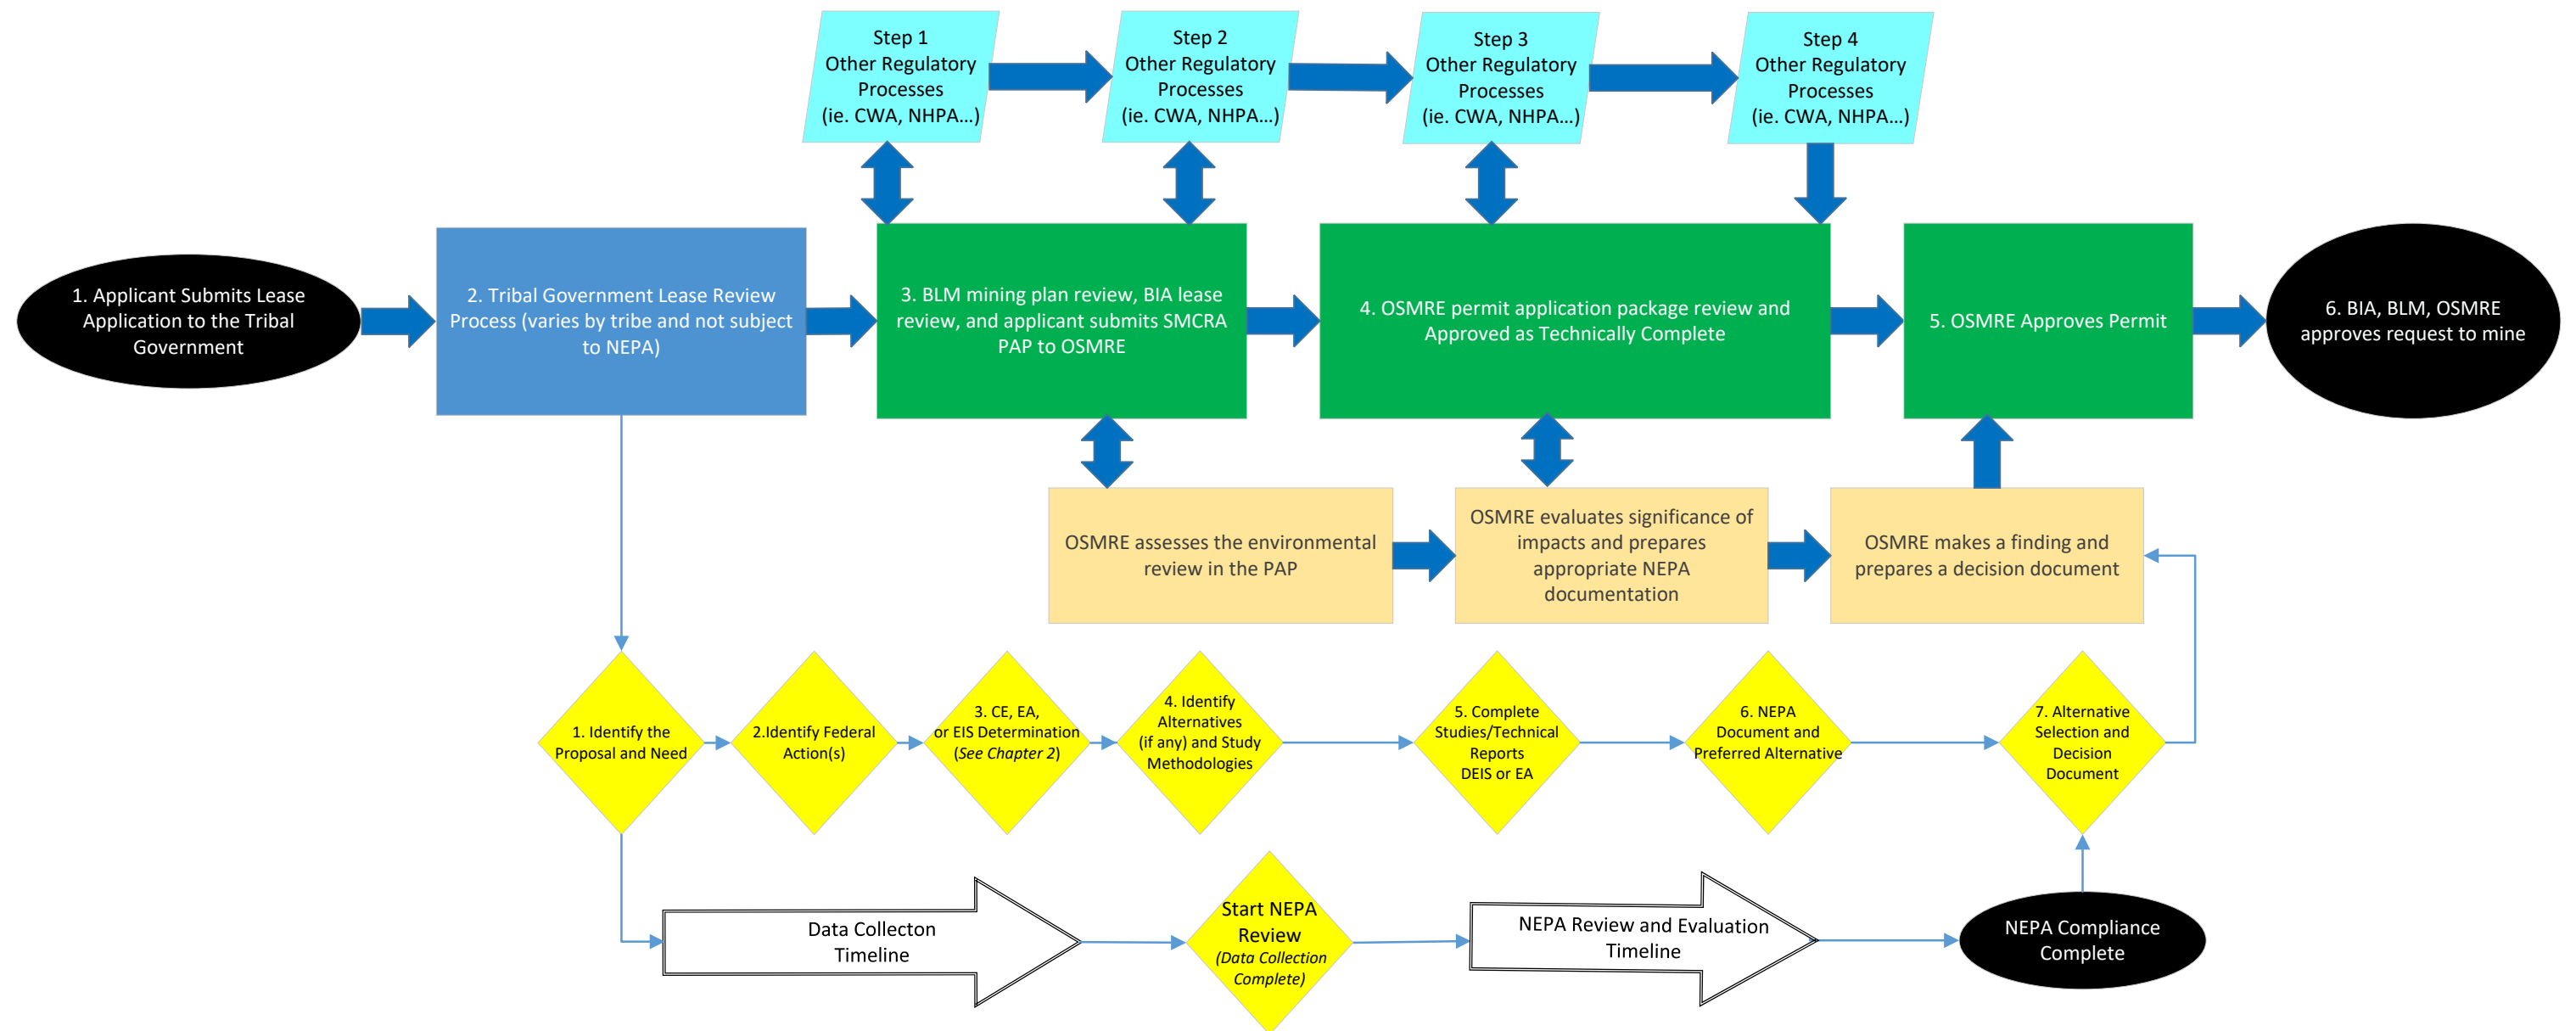 Step 1
Other Regulatory
Processes
(ie. CWA, NHPA...)
Step 2
Other Regulatory
Processes
(ie. CWA, NHPA...)
Step 3
Other Regulatory
Processes
(ie. CWA, NHPA...)
Step 4
Other Regulatory
Processes
(ie. CWA, NHPA...)
1. Applicant Submits Lease
Application to the Tribal
Government
2. Tribal Government Lease Review
Process (varies by tribe and not subject
to NEPA)
3. BLM mining plan review, BIA lease
review, and applicant submits SMCRA
PAP to OSMRE
4. OSMRE permit application package review and
Approved as Technically Complete
5. OSMRE Approves Permit
6. BIA, BLM, OSMRE
approves request to mine
OSMRE assesses the environmental
review in the PAP
OSMRE evaluates significance of
impacts and prepares
appropriate NEPA
documentation
OSMRE makes a finding and
prepares a decision document
1. Identify the
Proposal and Need
2.Identify Federal
Action(s)
3. CE, EA,
or EIS Determination
(See Chapter 2)
4. Identify
Alternatives
(if any) and Study
Methodologies
5. Complete
Studies/Technical
Reports
DEIS or EA
6. NEPA
Document and
Preferred Alternative
7. Alternative
Selection and
Decision
Document
Data Collecton
Timeline
Start NEPA
Review
(Data Collection
Complete)
NEPA Review and Evaluation
Timeline
NEPA Compliance
Complete